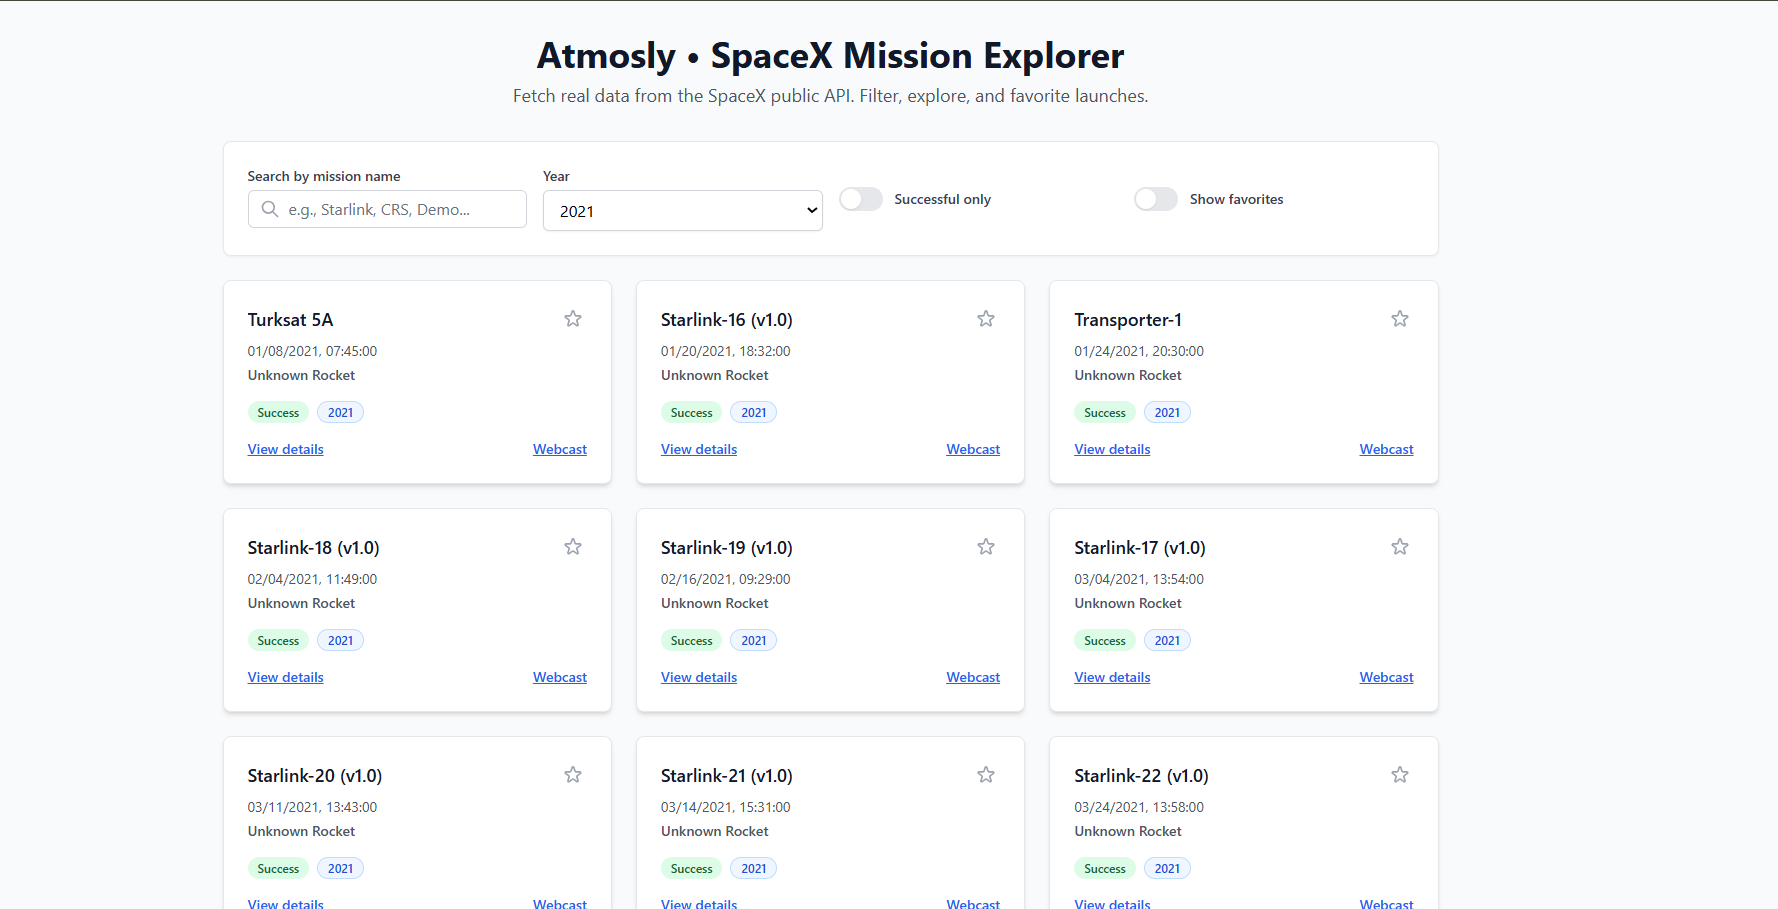 Atmosly • SpaceX Mission Explorer
Fetch real data from the SpaceX public API. Filter, explore, and favorite launches.
Search by mission name
e.g., Starlink, CRS, Demo...
Year
2021
Successful only
Show favorites
Turksat 5A
01/08/2021, 07:45:00
Unknown Rocket
Success 2021
View details Webcast
Starlink-16 (v1.0)
01/20/2021, 18:32:00
Unknown Rocket
Success 2021
View details Webcast
Transporter-1
01/24/2021, 20:30:00
Unknown Rocket
Success 2021
View details Webcast
Starlink-18 (v1.0)
02/04/2021, 11:49:00
Unknown Rocket
Success 2021
View details Webcast
Starlink-19 (v1.0)
02/16/2021, 09:29:00
Unknown Rocket
Success 2021
View details Webcast
Starlink-17 (v1.0)
03/04/2021, 13:54:00
Unknown Rocket
Success 2021
View details Webcast
Starlink-20 (v1.0)
03/11/2021, 13:43:00
Unknown Rocket
Success 2021
View details Webcast
Starlink-21 (v1.0)
03/14/2021, 15:31:00
Unknown Rocket
Success 2021
View details Webcast
Starlink-22 (v1.0)
03/24/2021, 13:58:00
Unknown Rocket
Success 2021
View details Webcast